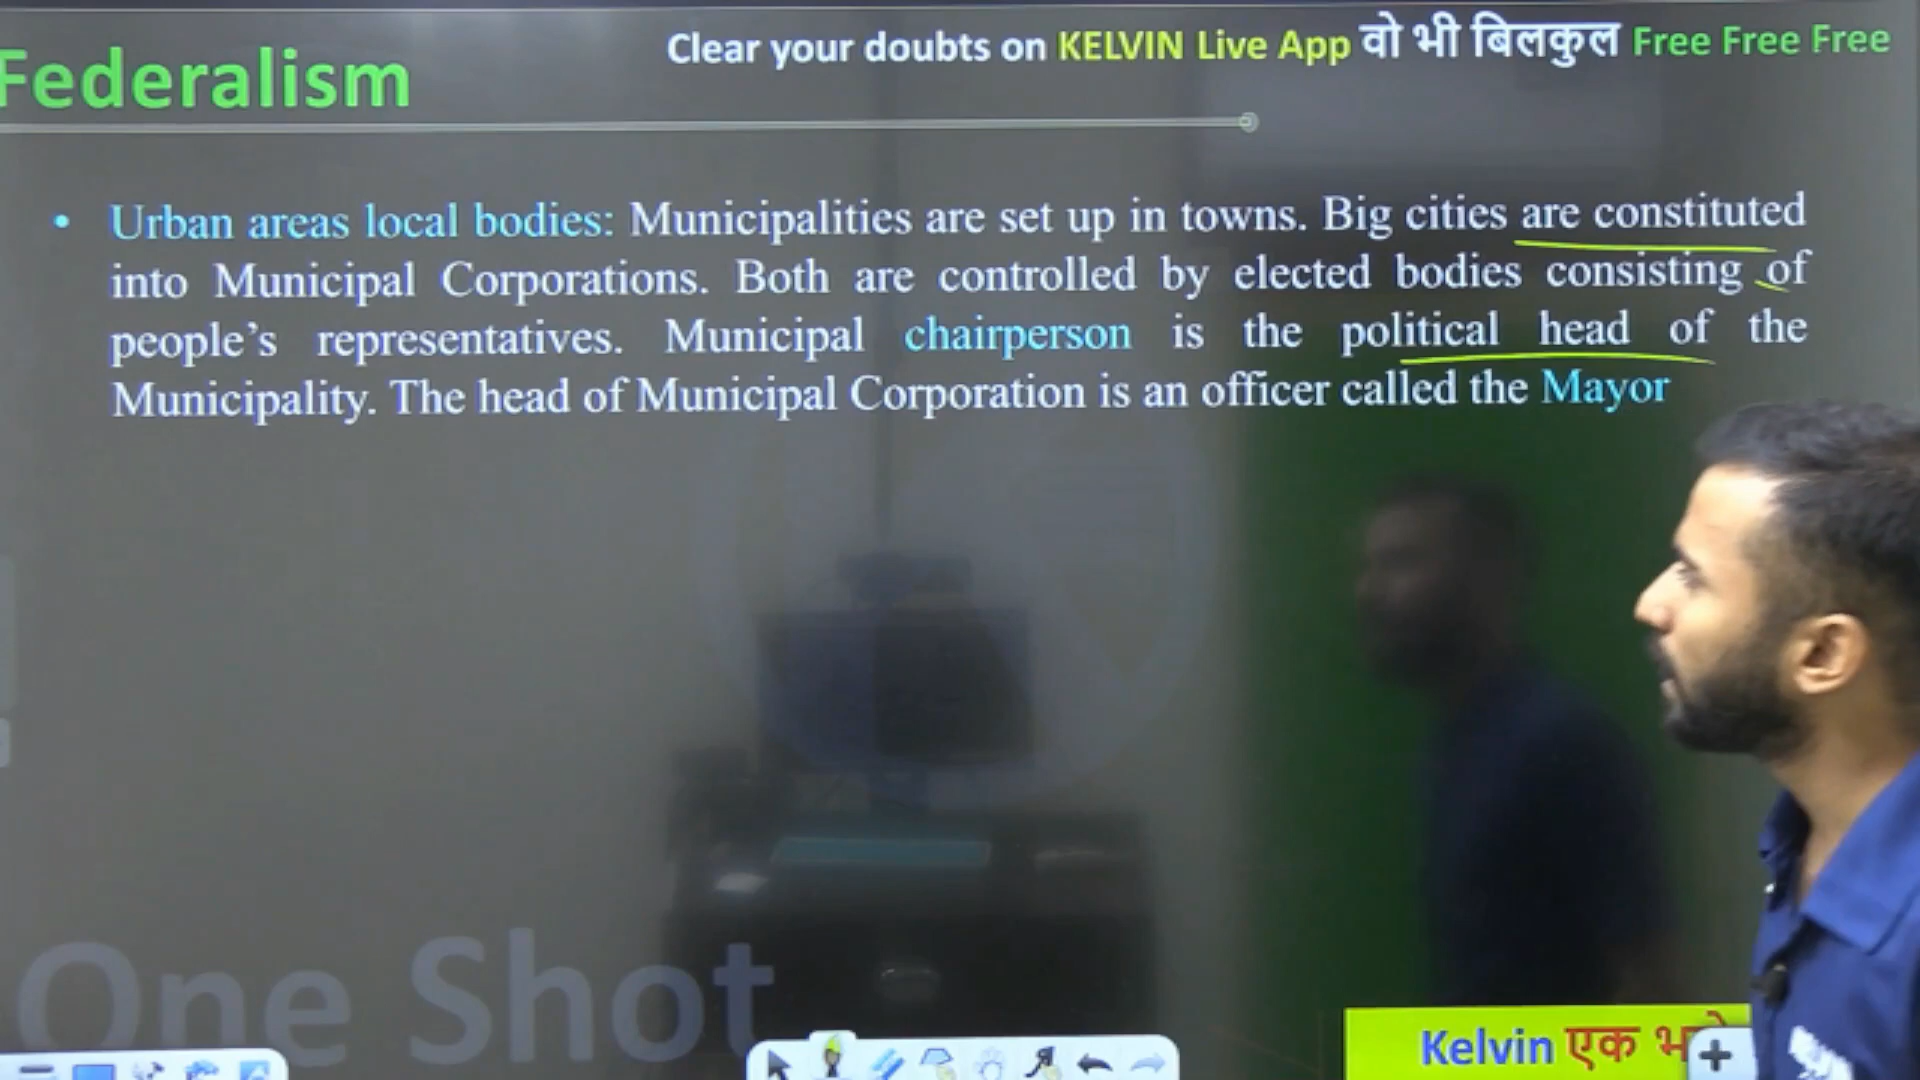 Federalism
Clear your doubts on KELVIN Live App वो भी बिलकुल Free Free Free
• Urban areas local bodies: Municipalities are set up in towns. Big cities are constituted
into Municipal Corporations. Both are controlled by elected bodies consisting of
people’s representatives. Municipal chairperson is the political head of the
Municipality. The head of Municipal Corporation is an officer called the Mayor
One Shot
Kelvin एक